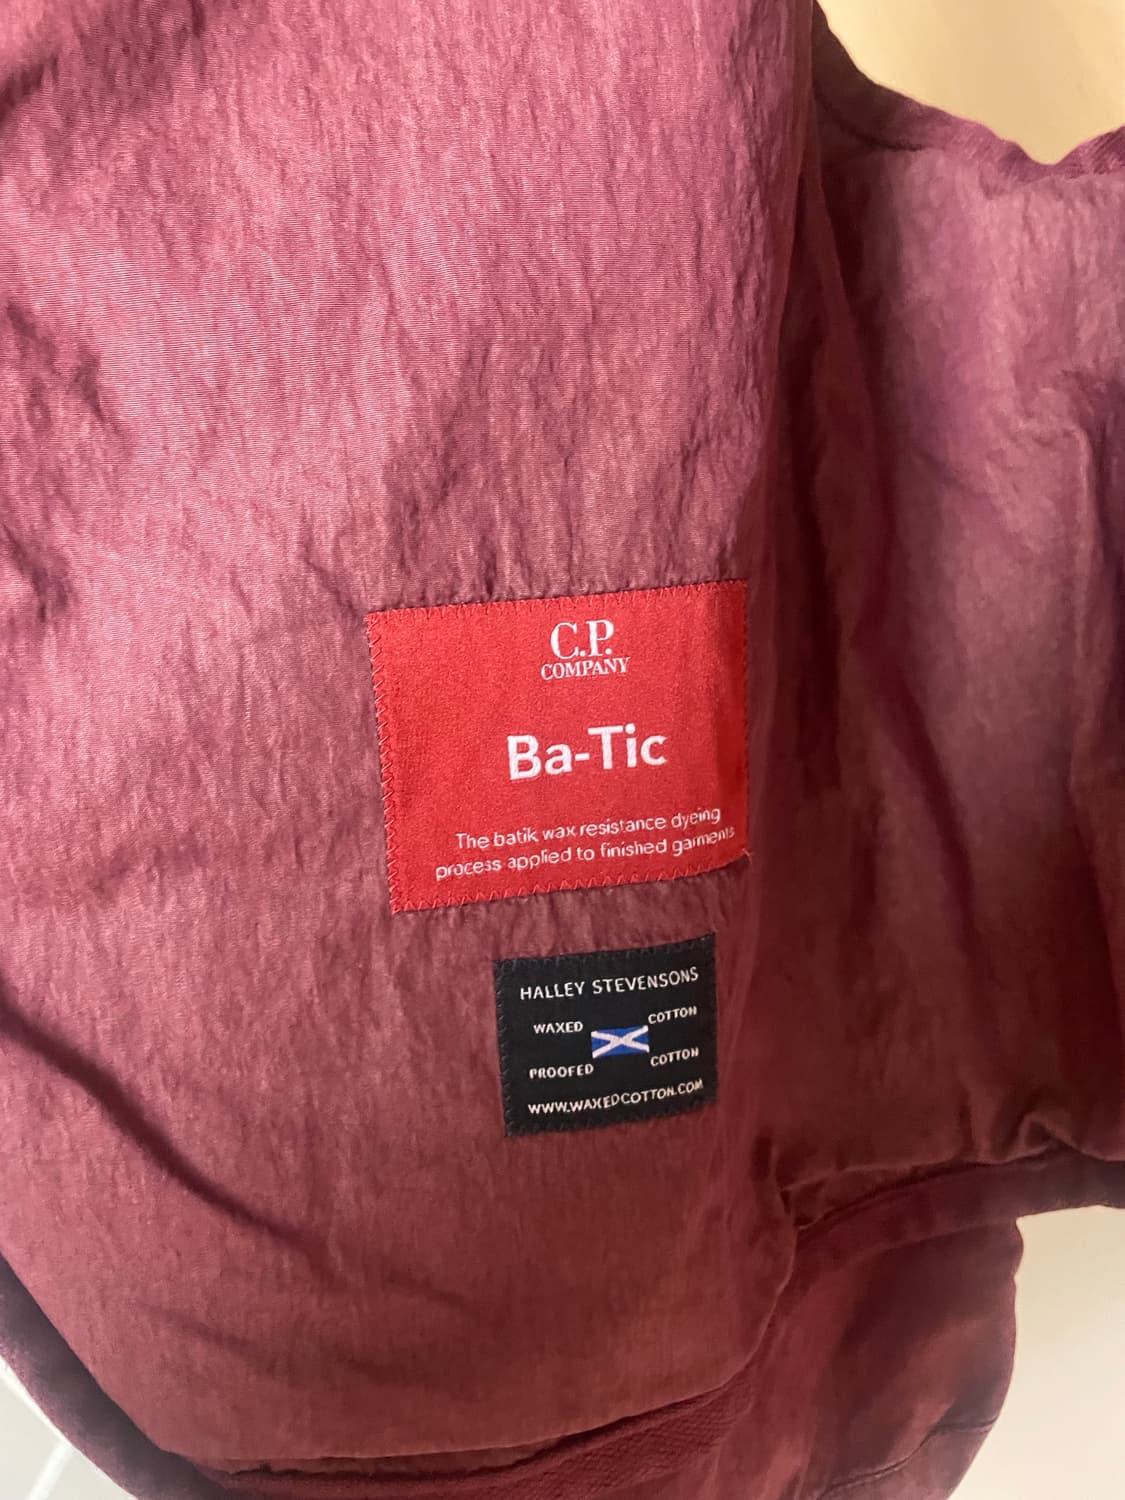 C.P.
COMPANY
Ba-Tic
The batik wax resistance dyeing
process applied to finished garments
HALLEY STEVENSONS
WAXED COTTON
PROOFED COTTON
WWW.WAXEDCOTTON.COM